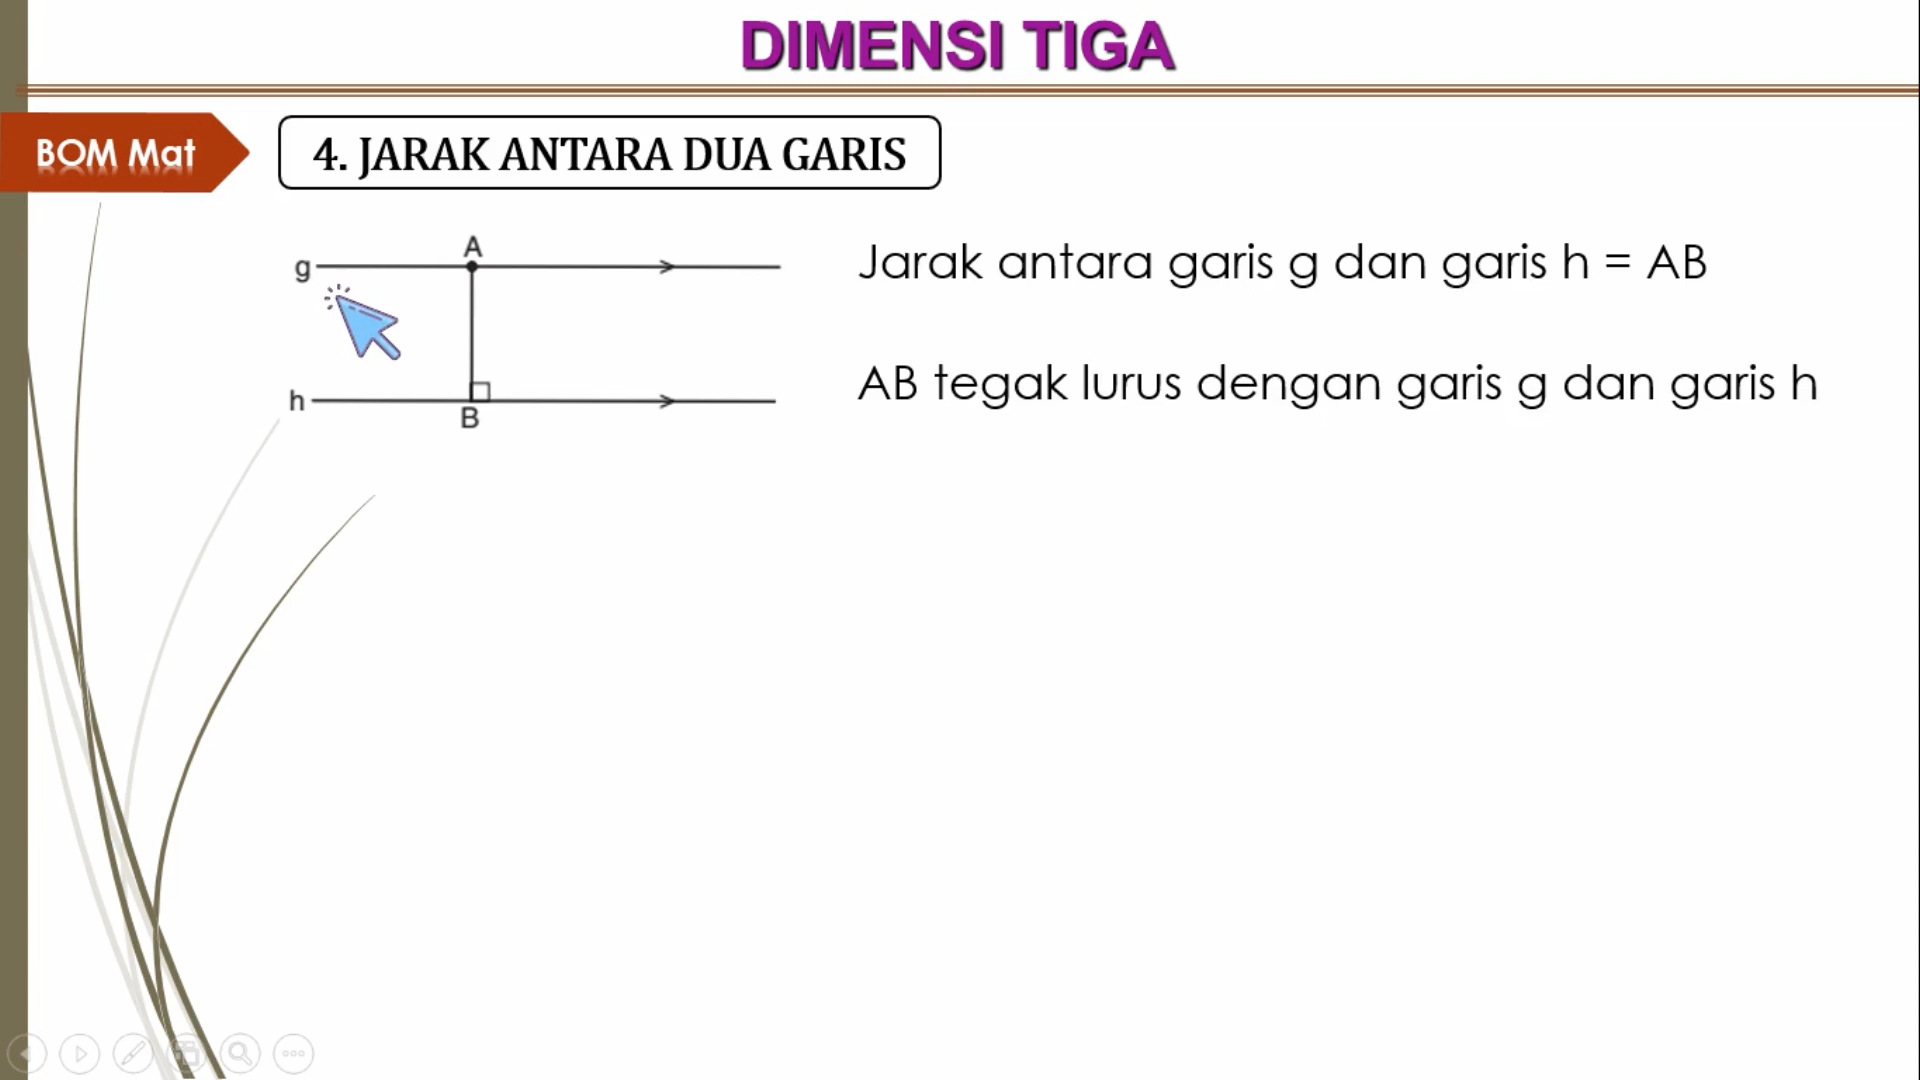 DIMENSI TIGA
BOM Mat
4. JARAK ANTARA DUA GARIS
A
g
Jarak antara garis g dan garis h = AB
AB tegak lurus dengan garis g dan garis h
h
B